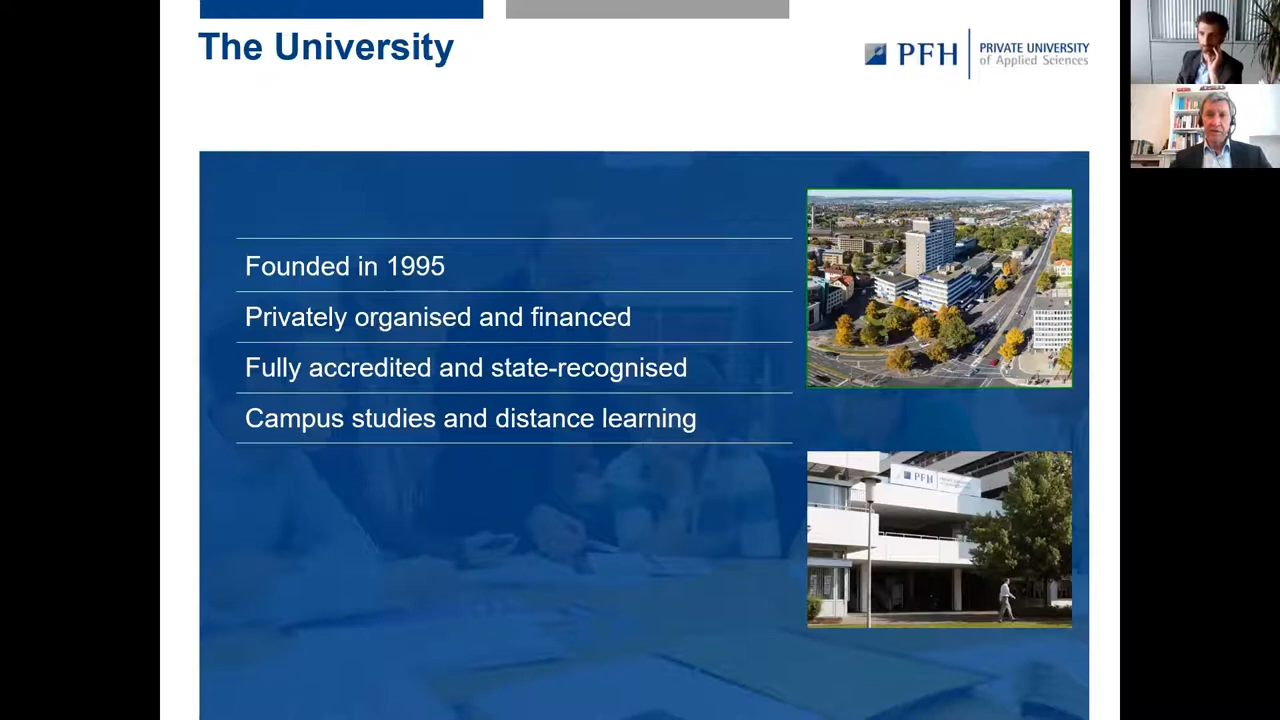 The University
PFH
PRIVATE UNIVERSITY
of Applied Sciences
Founded in 1995
Privately organised and financed
Fully accredited and state-recognised
Campus studies and distance learning
PFH